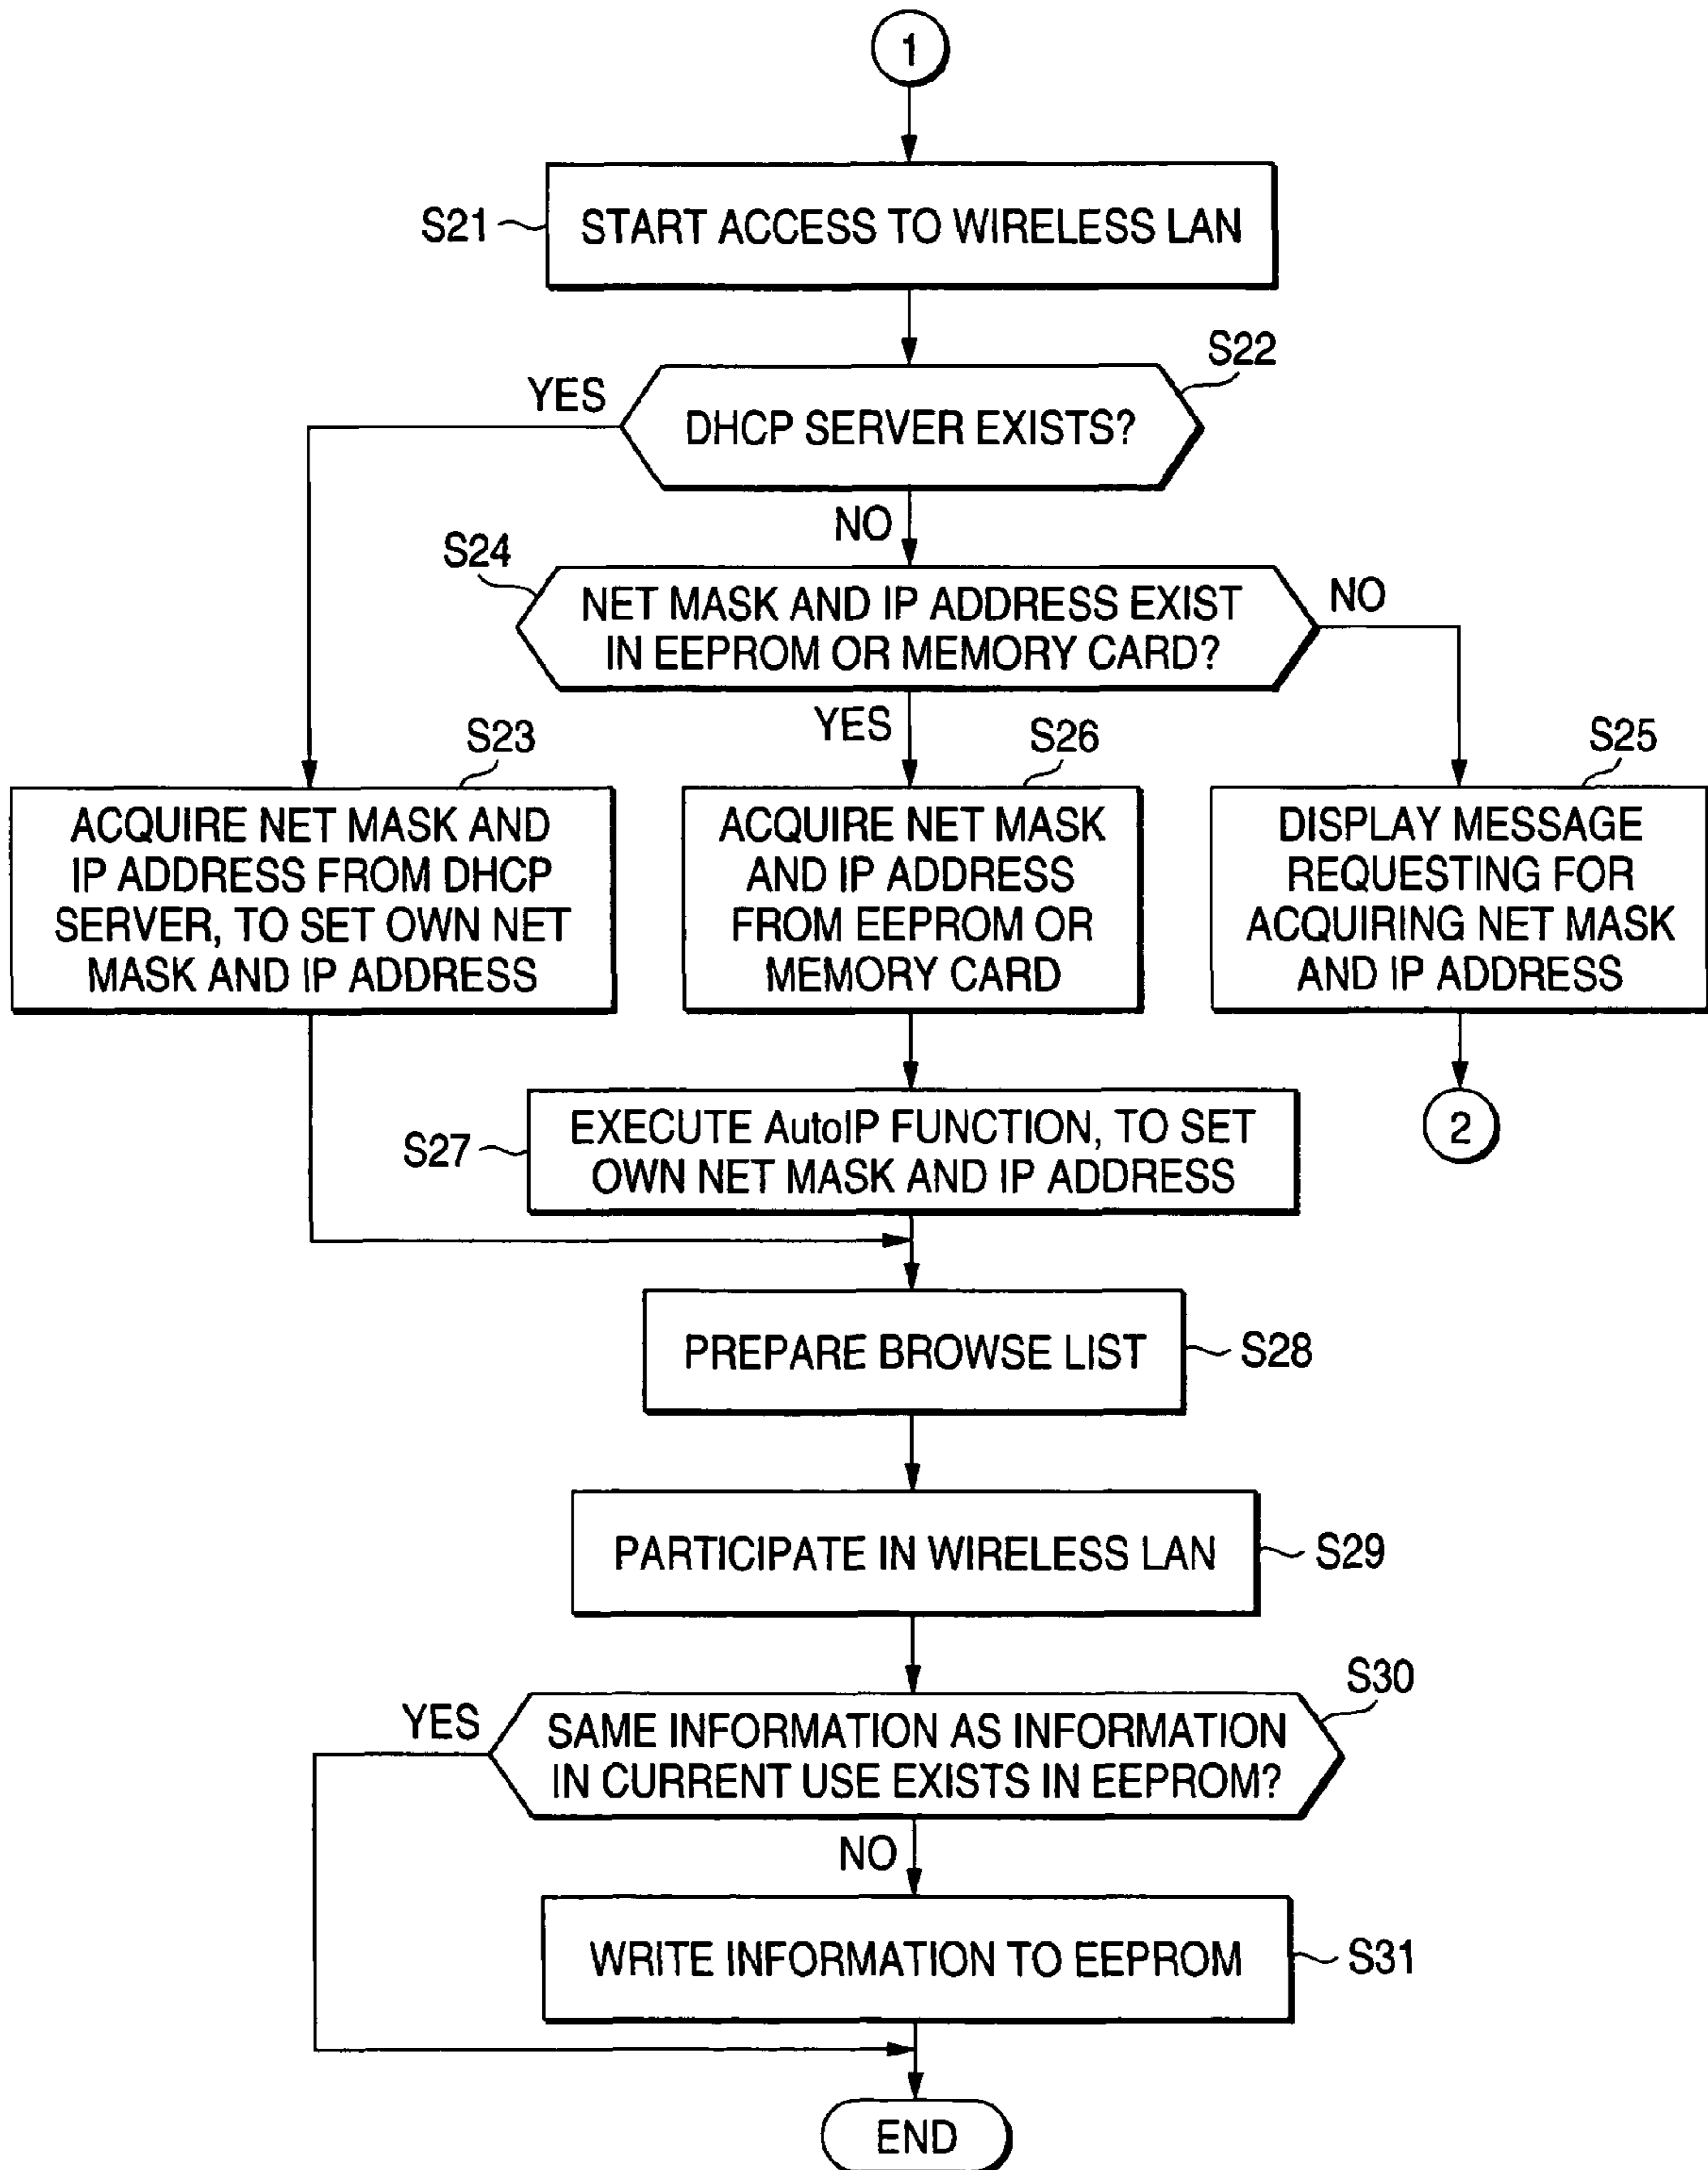 1
S21
START ACCESS TO WIRELESS LAN
S22
YES
DHCP SERVER EXISTS?
NO
S24
NET MASK AND IP ADDRESS EXIST
IN EEPROM OR MEMORY CARD?
NO
YES
S23
ACQUIRE NET MASK AND
IP ADDRESS FROM DHCP
SERVER, TO SET OWN NET
MASK AND IP ADDRESS
S26
ACQUIRE NET MASK
AND IP ADDRESS
FROM EEPROM OR
MEMORY CARD
S25
DISPLAY MESSAGE
REQUESTING FOR
ACQUIRING NET MASK
AND IP ADDRESS
2
S27
EXECUTE AutoIP FUNCTION, TO SET
OWN NET MASK AND IP ADDRESS
PREPARE BROWSE LIST
S28
PARTICIPATE IN WIRELESS LAN
S29
S30
YES
SAME INFORMATION AS INFORMATION
IN CURRENT USE EXISTS IN EEPROM?
NO
WRITE INFORMATION TO EEPROM
S31
END